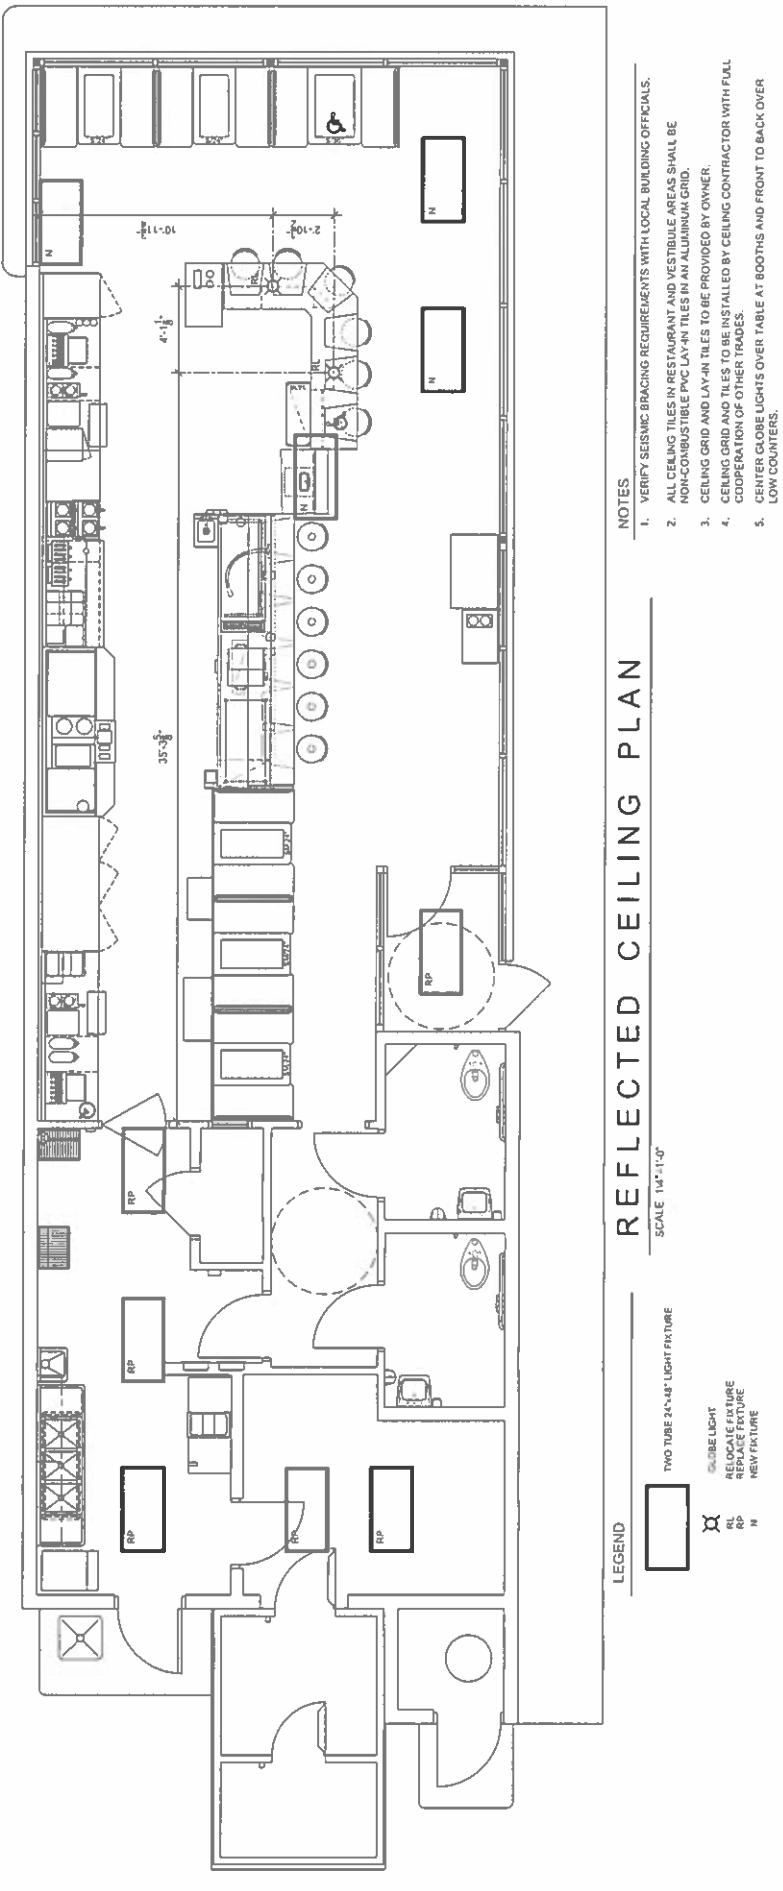 REFLECTED CEILING PLAN
SCALE 1/4"=1'-0"
NOTES
1. VERIFY SEISMIC BRACING REQUIREMENTS WITH LOCAL BUILDING OFFICIALS.
2. ALL CEILING TILES IN RESTAURANT AND VESTIBULE AREAS SHALL BE
NON-COMBUSTIBLE PVC LAY-IN TILES IN AN ALUMINUM GRID.
3. CEILING GRID AND LAY-IN TILES TO BE PROVIDED BY OWNER.
4. CEILING GRID AND TILES TO BE INSTALLED BY CEILING CONTRACTOR WITH FULL
COOPERATION OF OTHER TRADES.
5. CENTER GLOBE LIGHTS OVER TABLE AT BOOTHS AND FRONT TO BACK OVER
LOW COUNTERS.
LEGEND
TWO TUBE 24"x48" LIGHT FIXTURE
GLOBE LIGHT
RL RELOCATE FIXTURE
RP REPLACE FIXTURE
N NEW FIXTURE
N
N
N
N
RL
RL
RP
RP
RP
RP
RP
RP
4'-1 1/8"